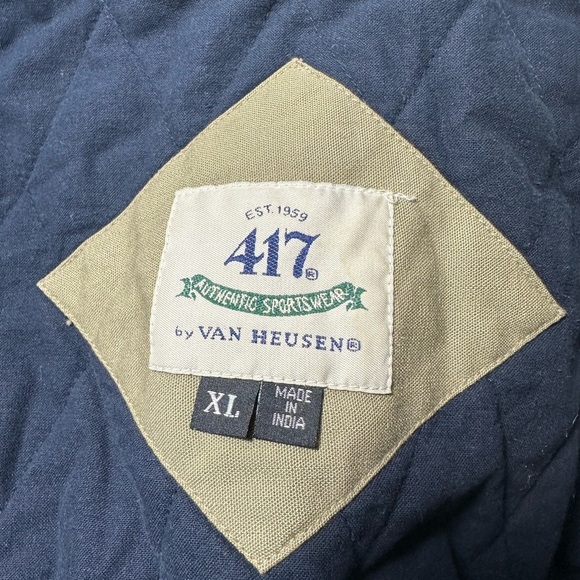 EST. 1959
417®
AUTHENTIC SPORTSWEAR
by VAN HEUSEN®
XL
MADE
IN
INDIA